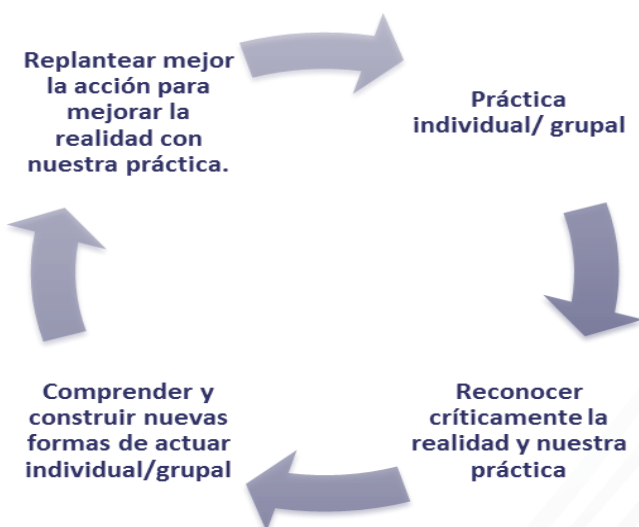 Replantear mejor
la acción para
mejorar la
realidad con
nuestra práctica.
Práctica
individual/ grupal
Reconocer
críticamente la
realidad y nuestra
práctica
Comprender y
construir nuevas
formas de actuar
individual/grupal